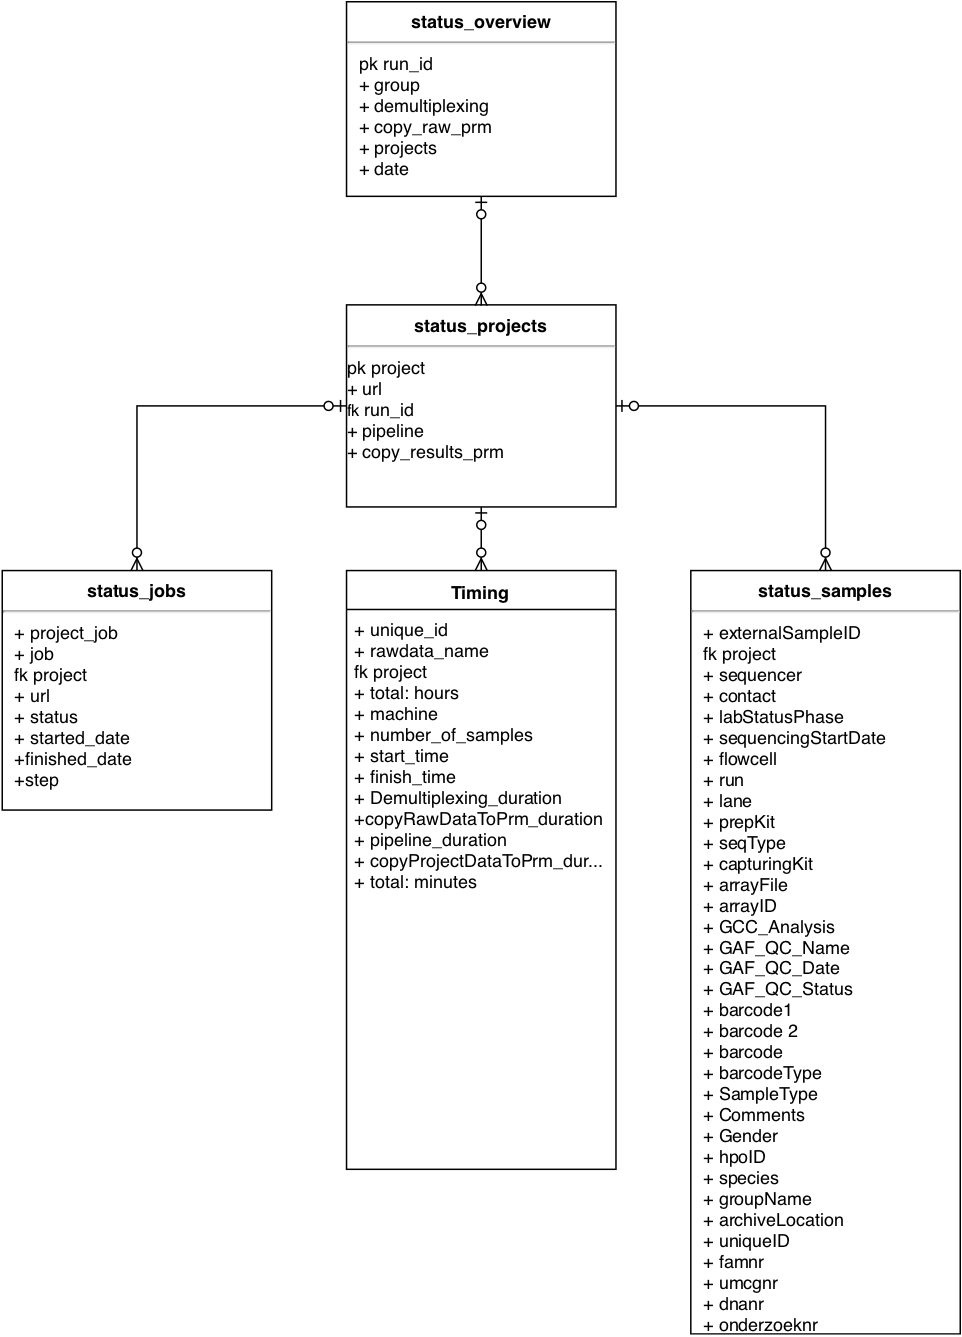 status_overview
pk run_id
+ group
+ demultiplexing
+ copy_raw_prm
+ projects
+ date
status_projects
pk project
+ url
fk run_id
+ pipeline
+ copy_results_prm
status_jobs
+ project_job
+ job
fk project
+ url
+ status
+ started_date
+finished_date
+step
Timing
+ unique_id
+ rawdata_name
fk project
+ total: hours
+ machine
+ number_of_samples
+ start_time
+ finish_time
+ Demultiplexing_duration
+copyRawDataToPrm_duration
+ pipeline_duration
+ copyProjectDataToPrm_dur...
+ total: minutes
status_samples
+ externalSampleID
fk project
+ sequencer
+ contact
+ labStatusPhase
+ sequencingStartDate
+ flowcell
+ run
+ lane
+ prepKit
+ seqType
+ capturingKit
+ arrayFile
+ arrayID
+ GCC_Analysis
+ GAF_QC_Name
+ GAF_QC_Date
+ GAF_QC_Status
+ barcode1
+ barcode 2
+ barcode
+ barcodeType
+ SampleType
+ Comments
+ Gender
+ hpoID
+ species
+ groupName
+ archiveLocation
+ uniqueID
+ famnr
+ umcgnr
+ dnanr
+ onderzoeknr